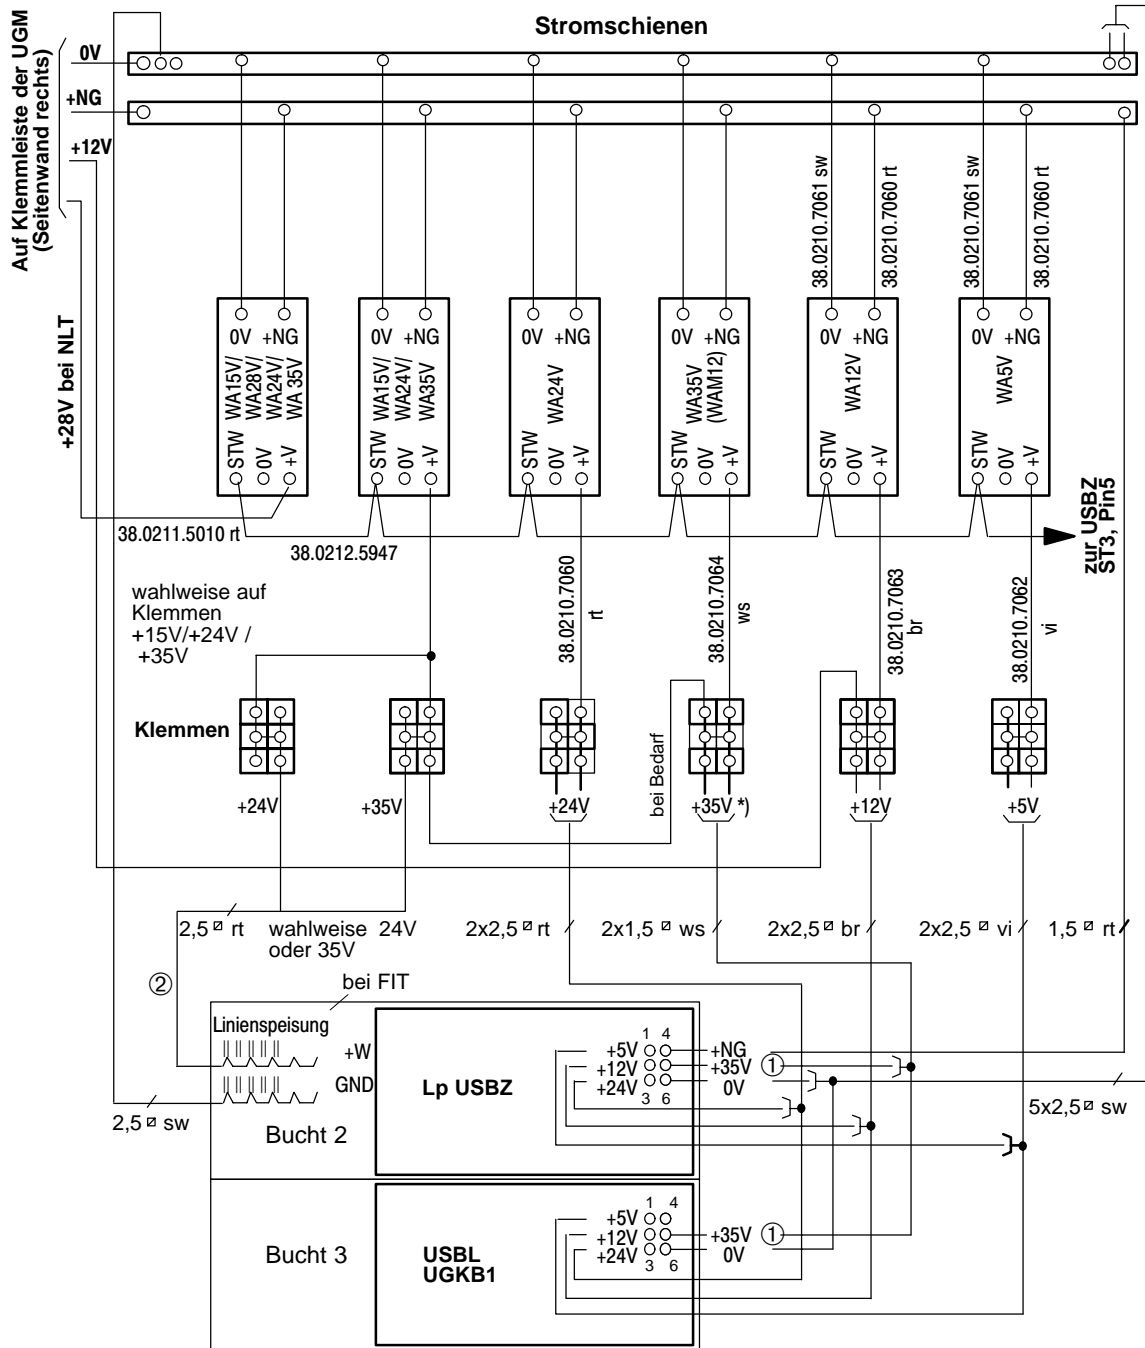 Stromschienen
Auf Klemmleiste der UGM
(Seitenwand rechts)
0V
+NG
+12V
+28V bei NLT
38.0210.7061 sw
38.0210.7060 rt
38.0210.7061 sw
38.0210.7060 rt
0V +NG
WA15V/
WA28V/
WA24V/
WA 35V
STW
0V
+V
0V +NG
WA15V/
WA24V/
WA35V
STW
0V
+V
0V +NG
WA24V
STW
0V
+V
0V +NG
WA35V
(WAM12)
STW
0V
+V
0V +NG
WA12V
STW
0V
+V
0V +NG
WA5V
STW
0V
+V
38.0211.5010 rt
38.0212.5947
zur USBZ
ST3, Pin5
wahlweise auf
Klemmen
+15V/+24V /
+35V
38.0210.7060
rt
38.0210.7064
ws
38.0210.7063
br
38.0210.7062
vi
Klemmen
bei Bedarf
+24V
+35V
+24V
+35V *)
+12V
+5V
2,5 rt
wahlweise 24V
oder 35V
2x2,5 rt
2x1,5 ws
2x2,5 br
2x2,5 vi
1,5 rt
②
bei FIT
Linienspeisung
+W
GND
2,5 sw
Bucht 2
Lp USBZ
1 4
+5V
+12V
+24V
3 6
+NG
+35V ①
0V
5x2,5 sw
Bucht 3
USBL
UGKB1
1 4
+5V
+12V
+24V
3 6
+35V ①
0V